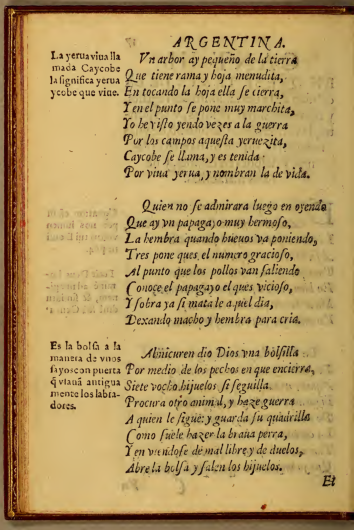 ARGENTINA.
La yerua viua lla
mada Caycobe
la significa yerua
ycobe que viue.
Vn arbor ay pequeño de la tierra
Que tiene rama y hoja menudita,
En tocando la hoja ella se cierra,
Y en el punto se pone muy marchita,
Yo he visto yendo vezes a la guerra
Por los campos aquesta yeruezita,
Caycobe se llama, y es tenida
Por viua yerua, y nombran la de vida.
Quien no se admirara luego en oyendo
Que ay vn papagayo muy hermoso,
La hembra quando hueuos va poniendo,
Tres pone ques el numero gracioso,
Al punto que los pollos van saliendo
Conoce el papagayo el ques vicioso,
Y sobra ya si mata le aquel dia,
Dexando macho y hembra para cria.
Es la bolsa a la
manera de vnos
sayos con puerta
q̃ vsauã antigua
mente los labra-
dores.
Almicuren dio Dios vna bolsilla
Por medio de los pechos en que encierra,
Siete v ocho hijuelos si seguilla
Procura otro animal, y haze guerra
A quien le sigue: y guarda su quadrilla
Como suele hazer la braua perra,
Y en viendose de mal libre y de duelos,
Abre la bolsa y salen los hijuelos.